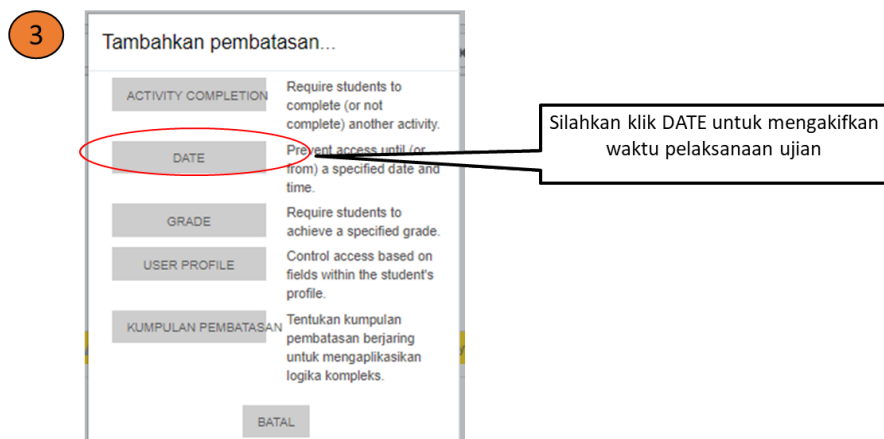 3
Tambahkan pembatasan...
ACTIVITY COMPLETION
Require students to
complete (or not
complete) another activity.
DATE
Prevent access until (or
from) a specified date and
time.
GRADE
Require students to
achieve a specified grade.
USER PROFILE
Control access based on
fields within the student's
profile.
KUMPULAN PEMBATASAN
Tentukan kumpulan
pembatasan berjaring
untuk mengaplikasikan
logika kompleks.
BATAL
Silahkan klik DATE untuk mengakifkan
waktu pelaksanaan ujian